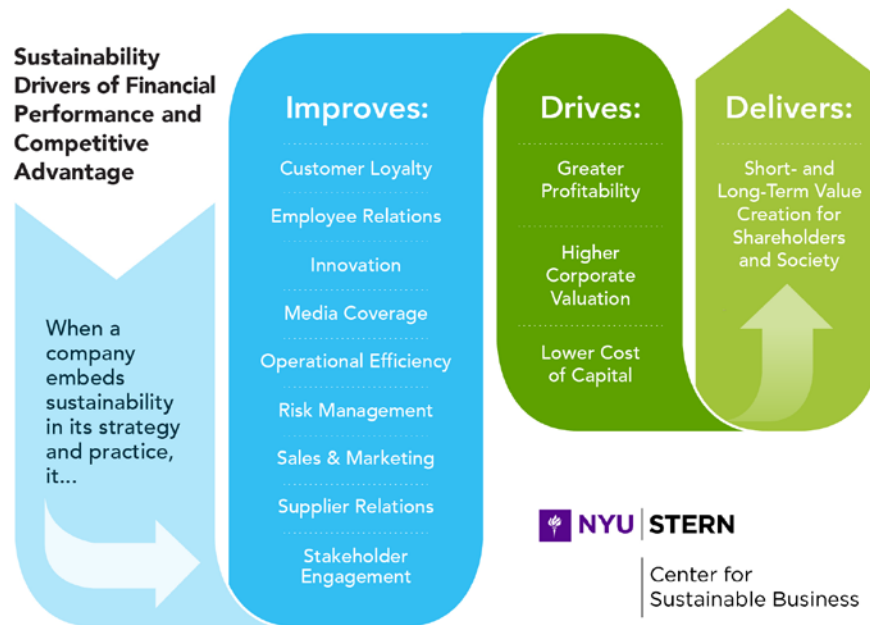 Sustainability
Drivers of Financial
Performance and
Competitive
Advantage
When a
company
embeds
sustainability
in its strategy
and practice,
it...
Improves:
Customer Loyalty
Employee Relations
Innovation
Media Coverage
Operational Efficiency
Risk Management
Sales & Marketing
Supplier Relations
Stakeholder
Engagement
Drives:
Greater
Profitability
Higher
Corporate
Valuation
Lower Cost
of Capital
Delivers:
Short- and
Long-Term Value
Creation for
Shareholders
and Society
NYU STERN
Center for
Sustainable Business